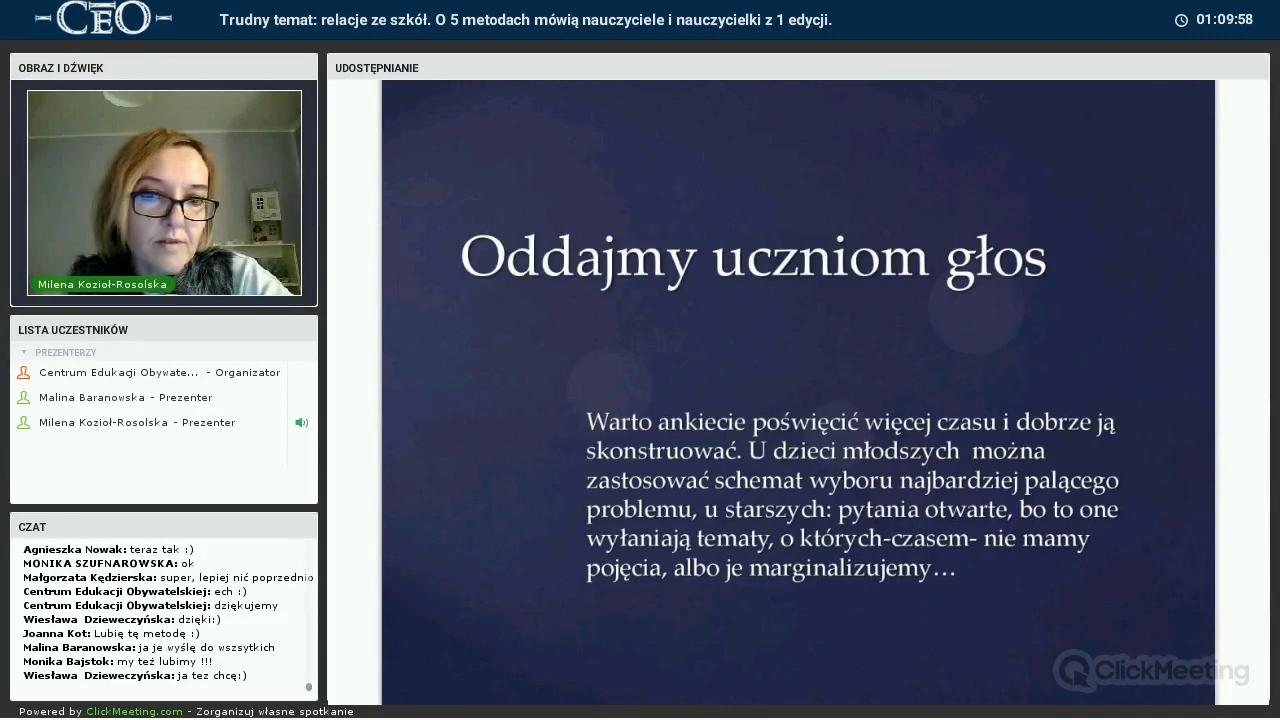 CEO
Trudny temat: relacje ze szkół. O 5 metodach mówią nauczyciele i nauczycielki z 1 edycji.
01:09:58
OBRAZ I DŹWIĘK
Milena Kozioł-Rosolska
LISTA UCZESTNIKÓW
PREZENTERZY
Centrum Edukacji Obywate... - Organizator
Malina Baranowska - Prezenter
Milena Kozioł-Rosolska - Prezenter
CZAT
Agnieszka Nowak: teraz tak :)
MONIKA SZUFNAROWSKA: ok
Małgorzata Kędzierska: super, lepiej nić poprzednio
Centrum Edukacji Obywatelskiej: ech :)
Centrum Edukacji Obywatelskiej: dziękujemy
Wiesława Dzieweczyńska: dzięki:)
Joanna Kot: Lubię tę metodę :)
Malina Baranowska: ja je wyślę do wszsytkich
Monika Bajstok: my też lubimy !!!
Wiesława Dzieweczyńska: ja tez chcę:)
UDOSTĘPNIANIE
Oddajmy uczniom głos
Warto ankiecie poświęcić więcej czasu i dobrze ją
skonstruować. U dzieci młodszych można
zastosować schemat wyboru najbardziej palącego
problemu, u starszych: pytania otwarte, bo to one
wyłaniają tematy, o których-czasem- nie mamy
pojęcia, albo je marginalizujemy…
ClickMeeting
Powered by ClickMeeting.com - Zorganizuj własne spotkanie